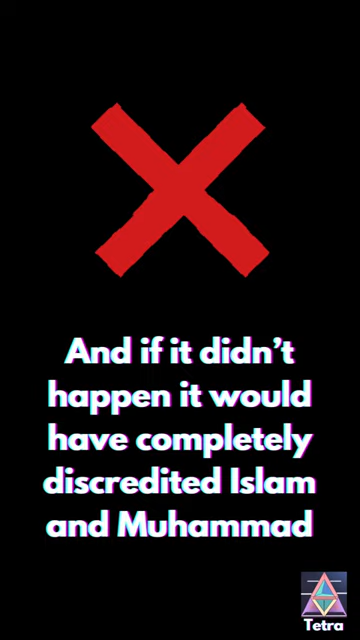 And if it didn’t
happen it would
have completely
discredited Islam
and Muhammad
Tetra